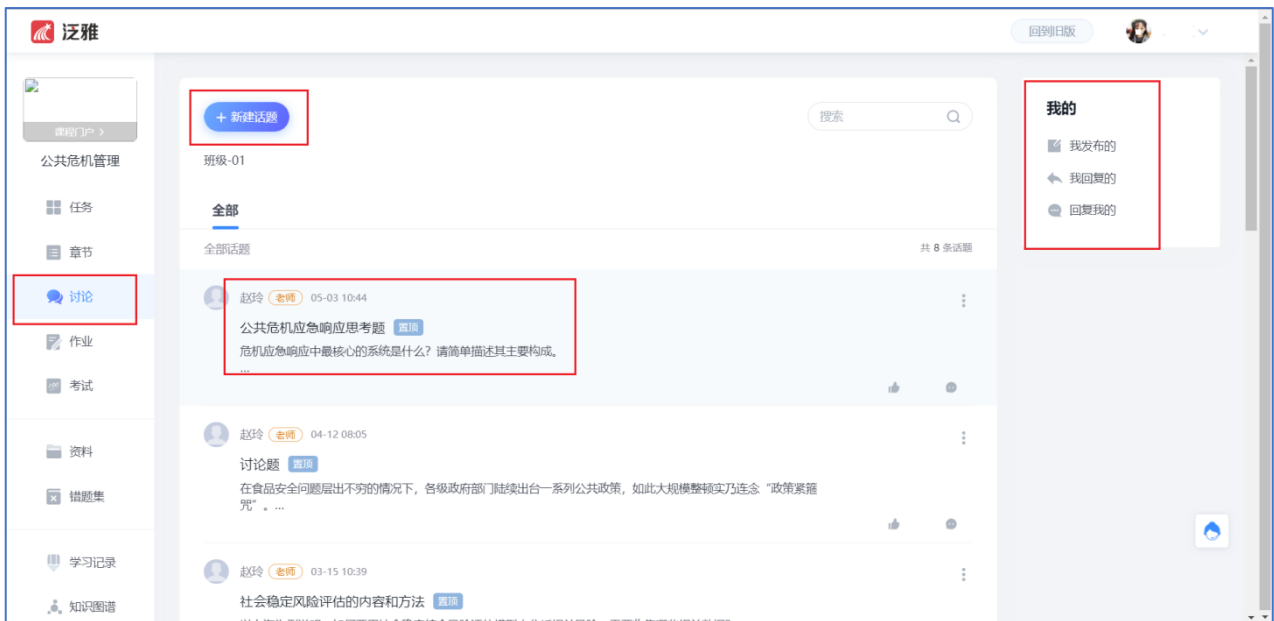 泛雅
回到旧版
课程门户 >
公共危机管理
任务
章节
讨论
作业
考试
资料
错题集
学习记录
知识图谱
+ 新建话题
搜索
班级-01
全部
全部话题
共 8 条话题
赵玲 老师 05-03 10:44
公共危机应急响应思考题 置顶
危机应急响应中最核心的系统是什么？请简单描述其主要构成。
...
赵玲 老师 04-12 08:05
讨论题 置顶
在食品安全问题层出不穷的情况下，各级政府部门陆续出台一系列公共政策，如此大规模整顿实乃连念“政策紧箍
咒”。...
赵玲 老师 03-15 10:39
社会稳定风险评估的内容和方法 置顶
我的
我发布的
我回复的
回复我的